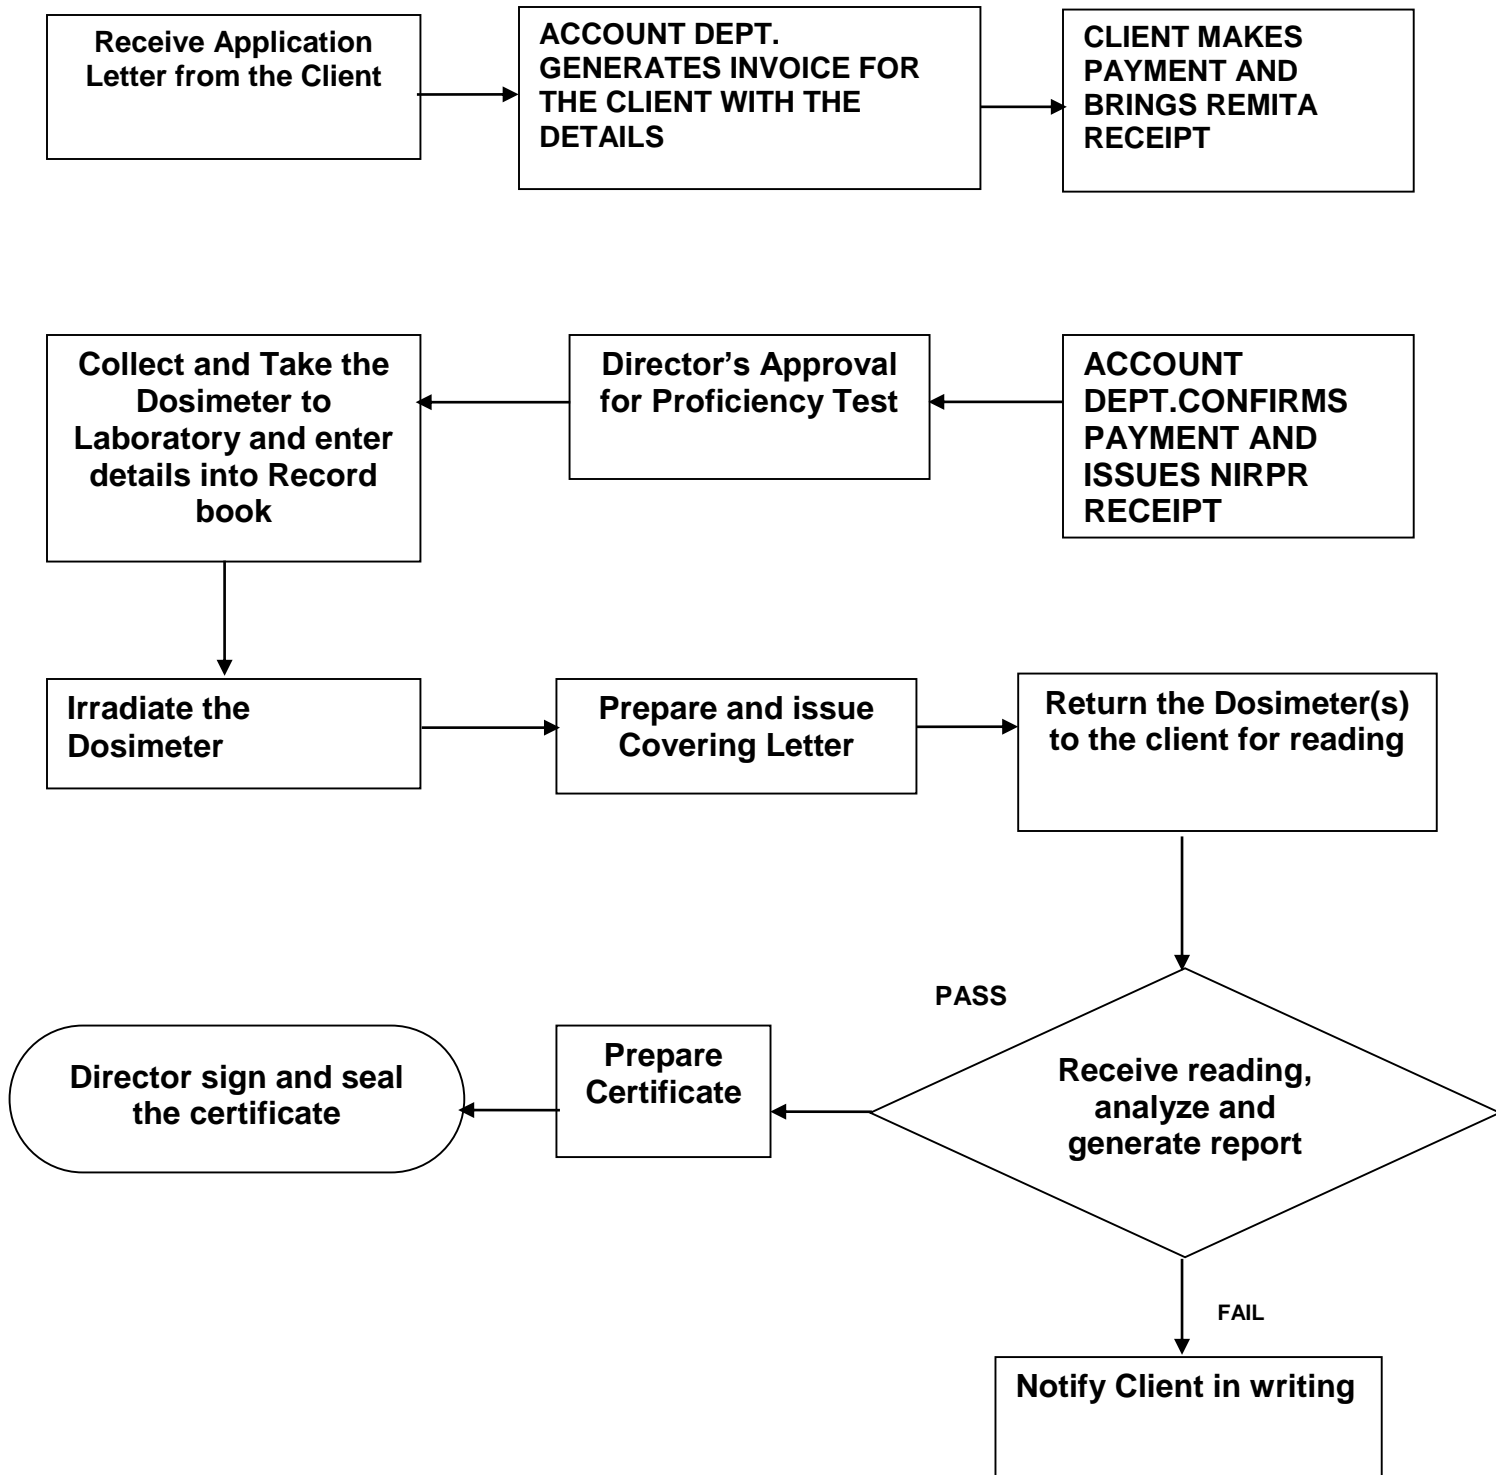 Receive Application
Letter from the Client
ACCOUNT DEPT.
GENERATES INVOICE FOR
THE CLIENT WITH THE
DETAILS
CLIENT MAKES
PAYMENT AND
BRINGS REMITA
RECEIPT
Collect and Take the
Dosimeter to
Laboratory and enter
details into Record
book
Director’s Approval
for Proficiency Test
ACCOUNT
DEPT.CONFIRMS
PAYMENT AND
ISSUES NIRPR
RECEIPT
Irradiate the
Dosimeter
Prepare and issue
Covering Letter
Return the Dosimeter(s)
to the client for reading
PASS
Director sign and seal
the certificate
Prepare
Certificate
Receive reading,
analyze and
generate report
FAIL
Notify Client in writing